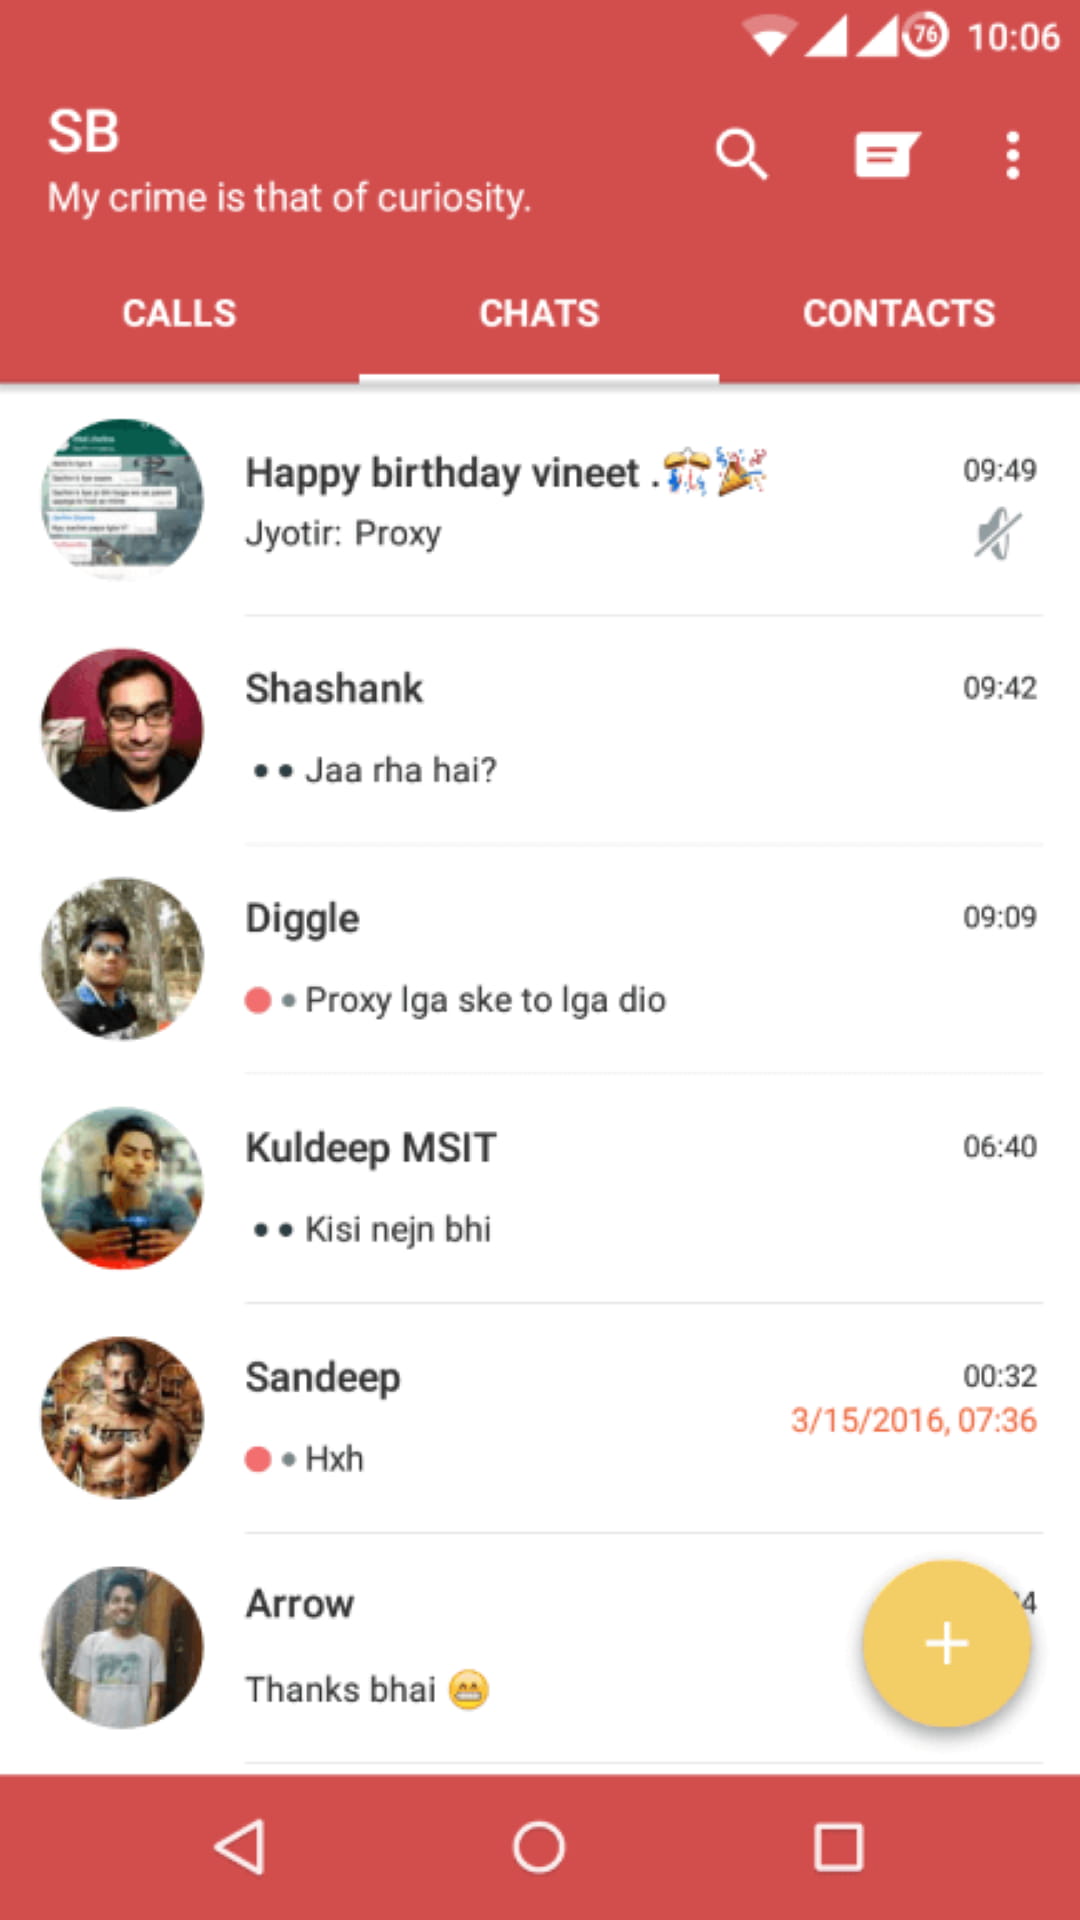 76 10:06
SB
My crime is that of curiosity.
CALLS CHATS CONTACTS
Happy birthday vineet .🎊🎉 09:49
Jyotir: Proxy
Shashank 09:42
•• Jaa rha hai?
Diggle 09:09
Proxy lga ske to lga dio
Kuldeep MSIT 06:40
•• Kisi nejn bhi
Sandeep 00:32
3/15/2016, 07:36
Hxh
Arrow
Thanks bhai 😁